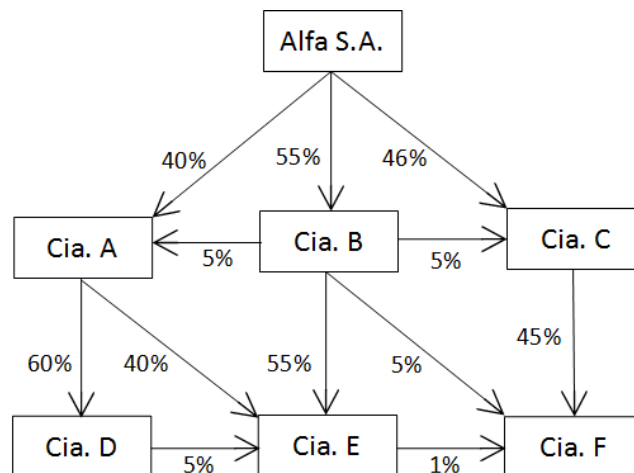 Alfa S.A.
40%
55%
46%
Cia. A
Cia. B
Cia. C
5%
5%
60%
40%
55%
5%
45%
Cia. D
Cia. E
Cia. F
5%
1%